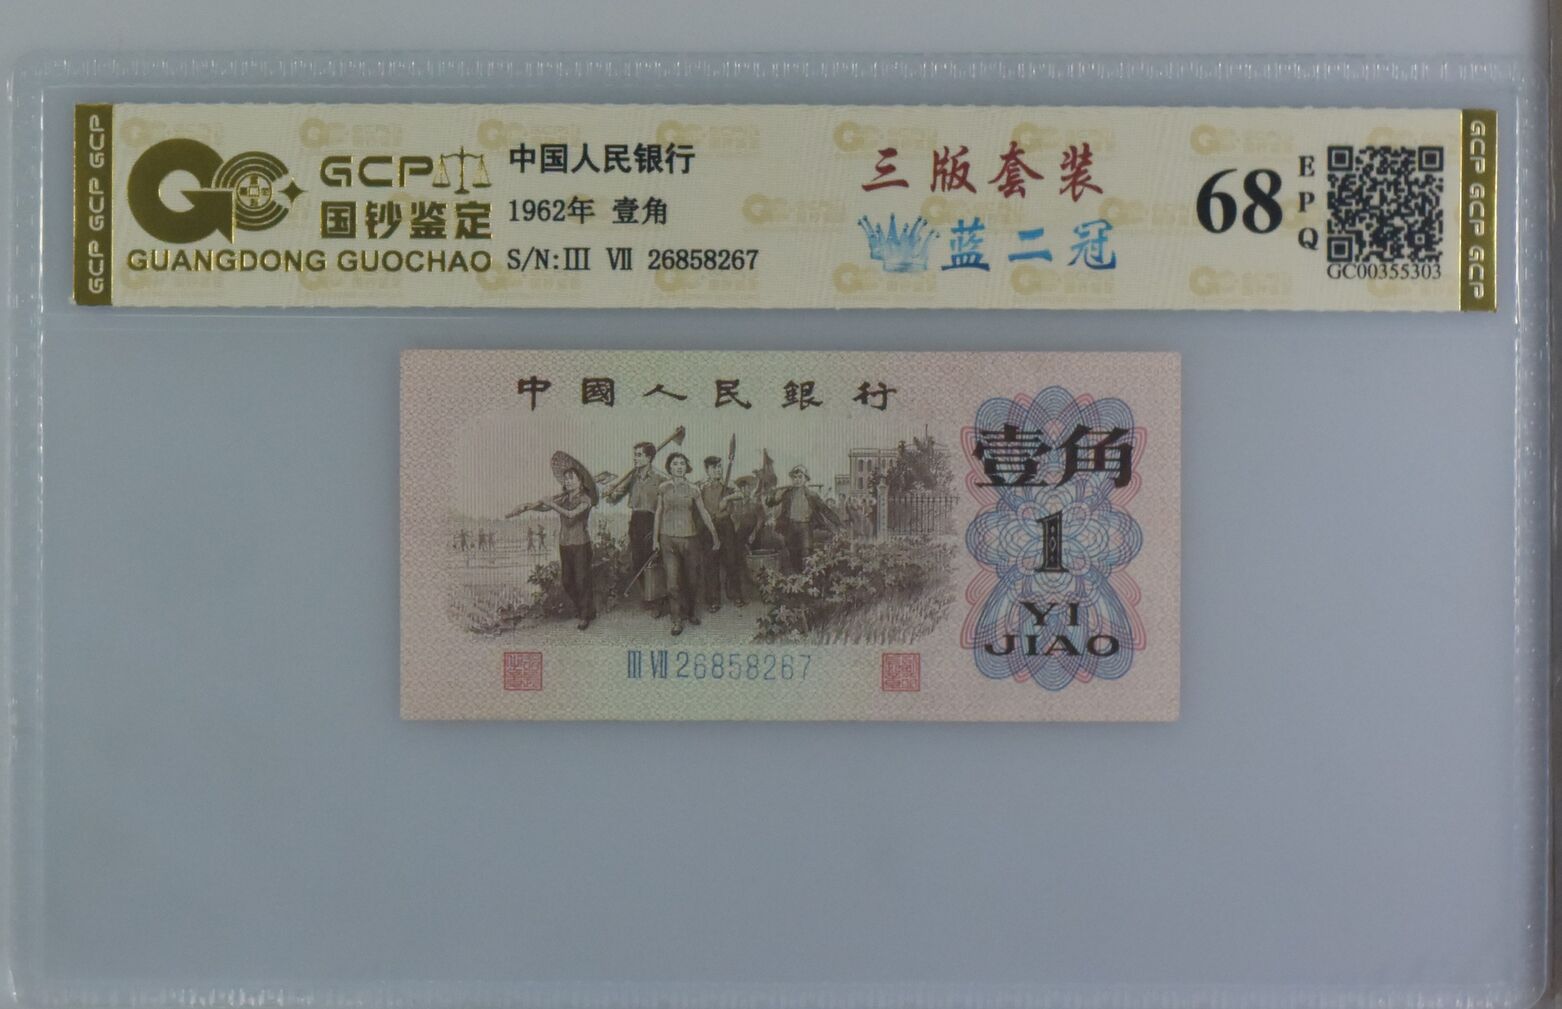 GCP GCP GCP
GCP
国钞鉴定
GUANGDONG GUOCHAO
中国人民银行
1962年 壹角
S/N:III VII 26858267
三版套装
蓝二冠
68
EPQ
GC00355303
GCP GCP GCP
中國人民銀行
壹角
1
YI
JIAO
III VII 26858267